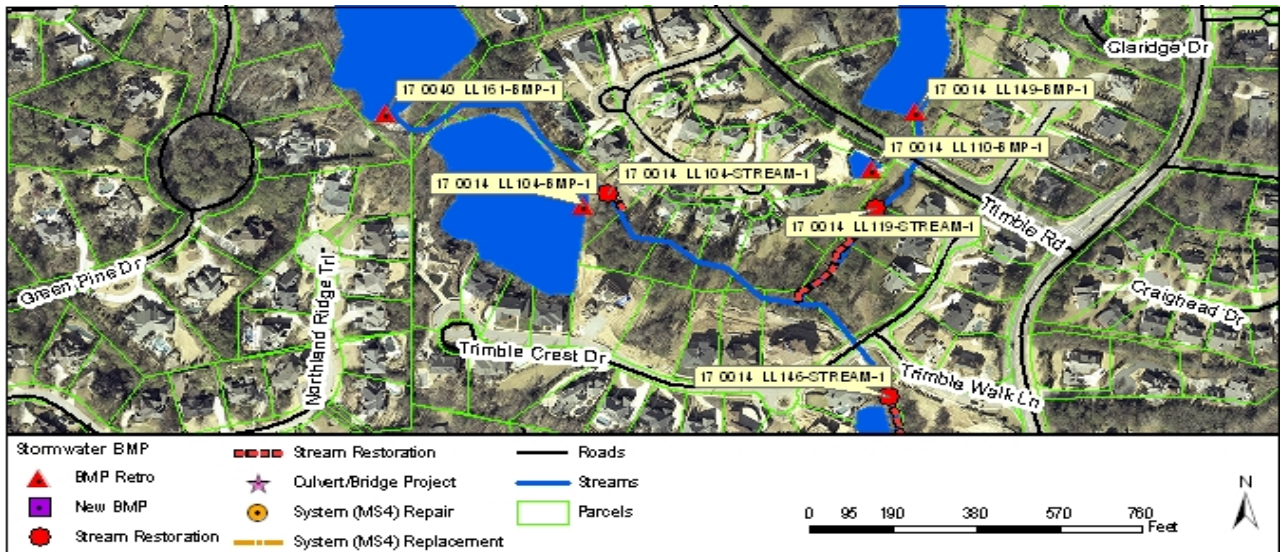 Claridge Dr
17 0040 LL161-BMP-1
17 0014 LL149-BMP-1
17 0014 LL110-BMP-1
17 0014 LL104-STREAM-1
17 0014 LL104-BMP-1
17 0014 LL119-STREAM-1
Trimble Rd
Green Pine Dr
Northland Ridge Trl
Craighead Dr
Trimble Crest Dr
Trimble Walk Ln
17 0014 LL146-STREAM-1
Stormwater BMP
BMP Retro
New BMP
Stream Restoration
Stream Restoration
Culvert/Bridge Project
System (MS4) Repair
System (MS4) Replacement
Roads
Streams
Parcels
N
0 95 190 380 570 760
Feet